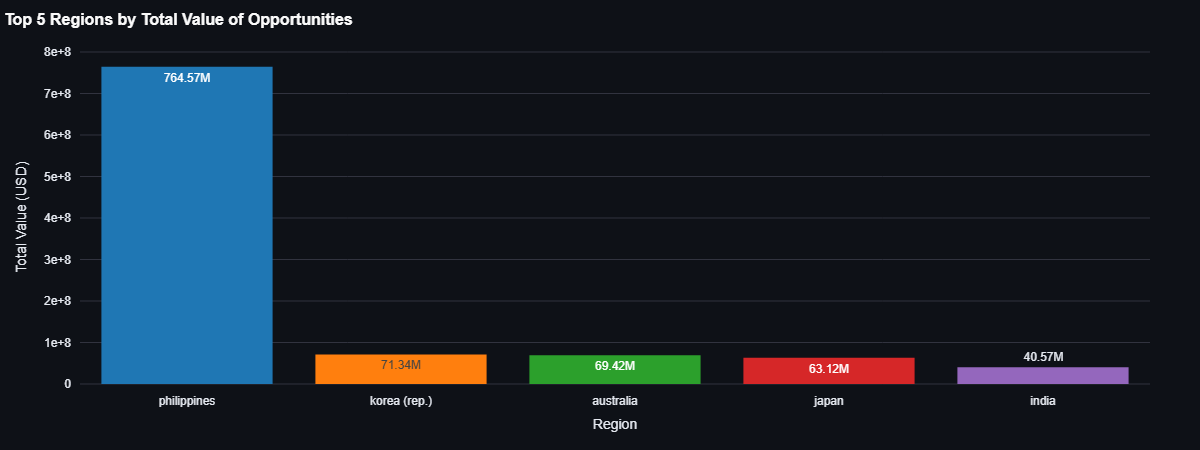 Top 5 Regions by Total Value of Opportunities
8e+8
7e+8
6e+8
5e+8
4e+8
3e+8
2e+8
1e+8
0
Total Value (USD)
764.57M
71.34M
69.42M
63.12M
40.57M
philippines
korea (rep.)
australia
japan
india
Region